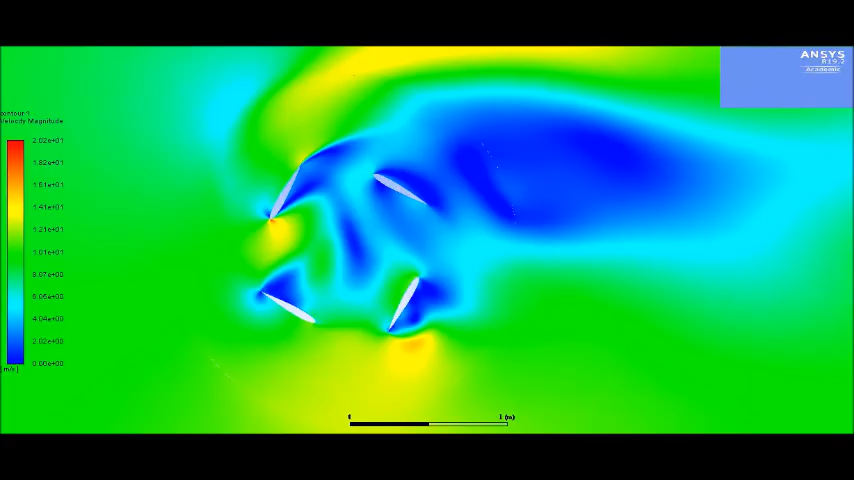 ANSYS
R19.2
Academic
contour-2
Velocity Magnitude
2.02e+01
1.82e+01
1.61e+01
1.41e+01
1.21e+01
1.01e+01
8.07e+00
6.05e+00
4.04e+00
2.02e+00
0.00e+00
[m/s]
0
1 (m)